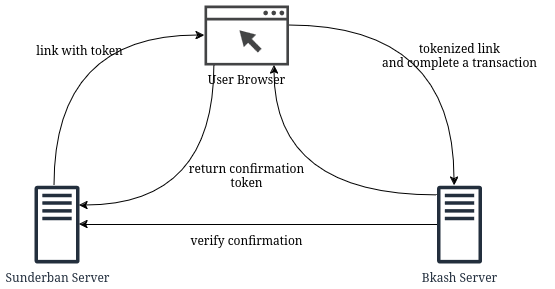 link with token
tokenized link
and complete a transaction
User Browser
return confirmation
token
verify confirmation
Sunderban Server
Bkash Server